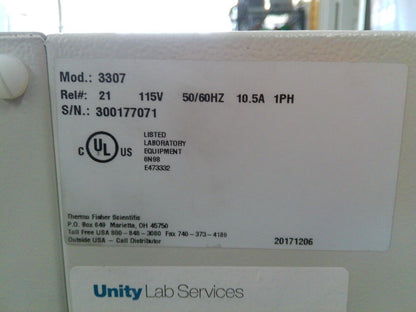 Mod.: 3307
Rel#: 21 115V 50/60HZ 10.5A 1PH
S/N.: 300177071
C UL US
LISTED
LABORATORY
EQUIPMENT
8N98
E473332
Thermo Fisher Scientific
P.O. Box 649 Marietta, OH 45750
Toll Free USA 800-848-3080 Fax 740-373-4189
Outside USA - Call Distributor 20171206
Unity Lab Services